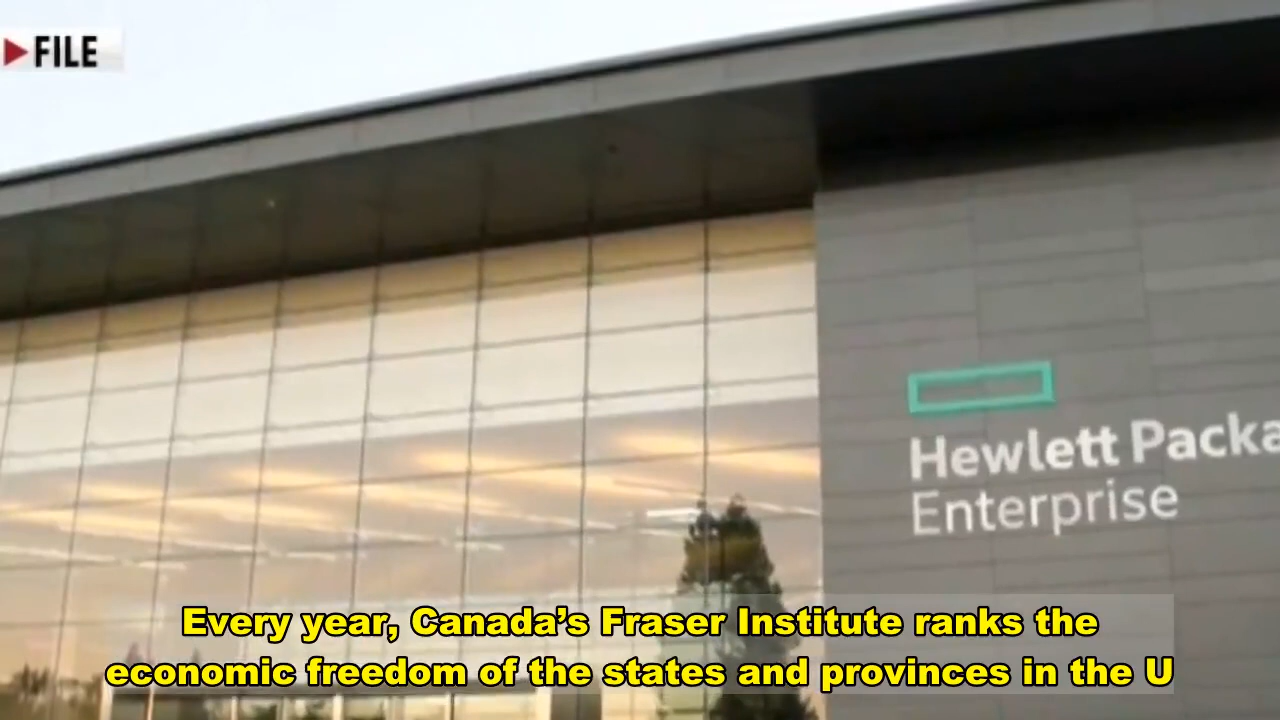 FILE
Hewlett Packa
Enterprise
Every year, Canada’s Fraser Institute ranks the
economic freedom of the states and provinces in the U